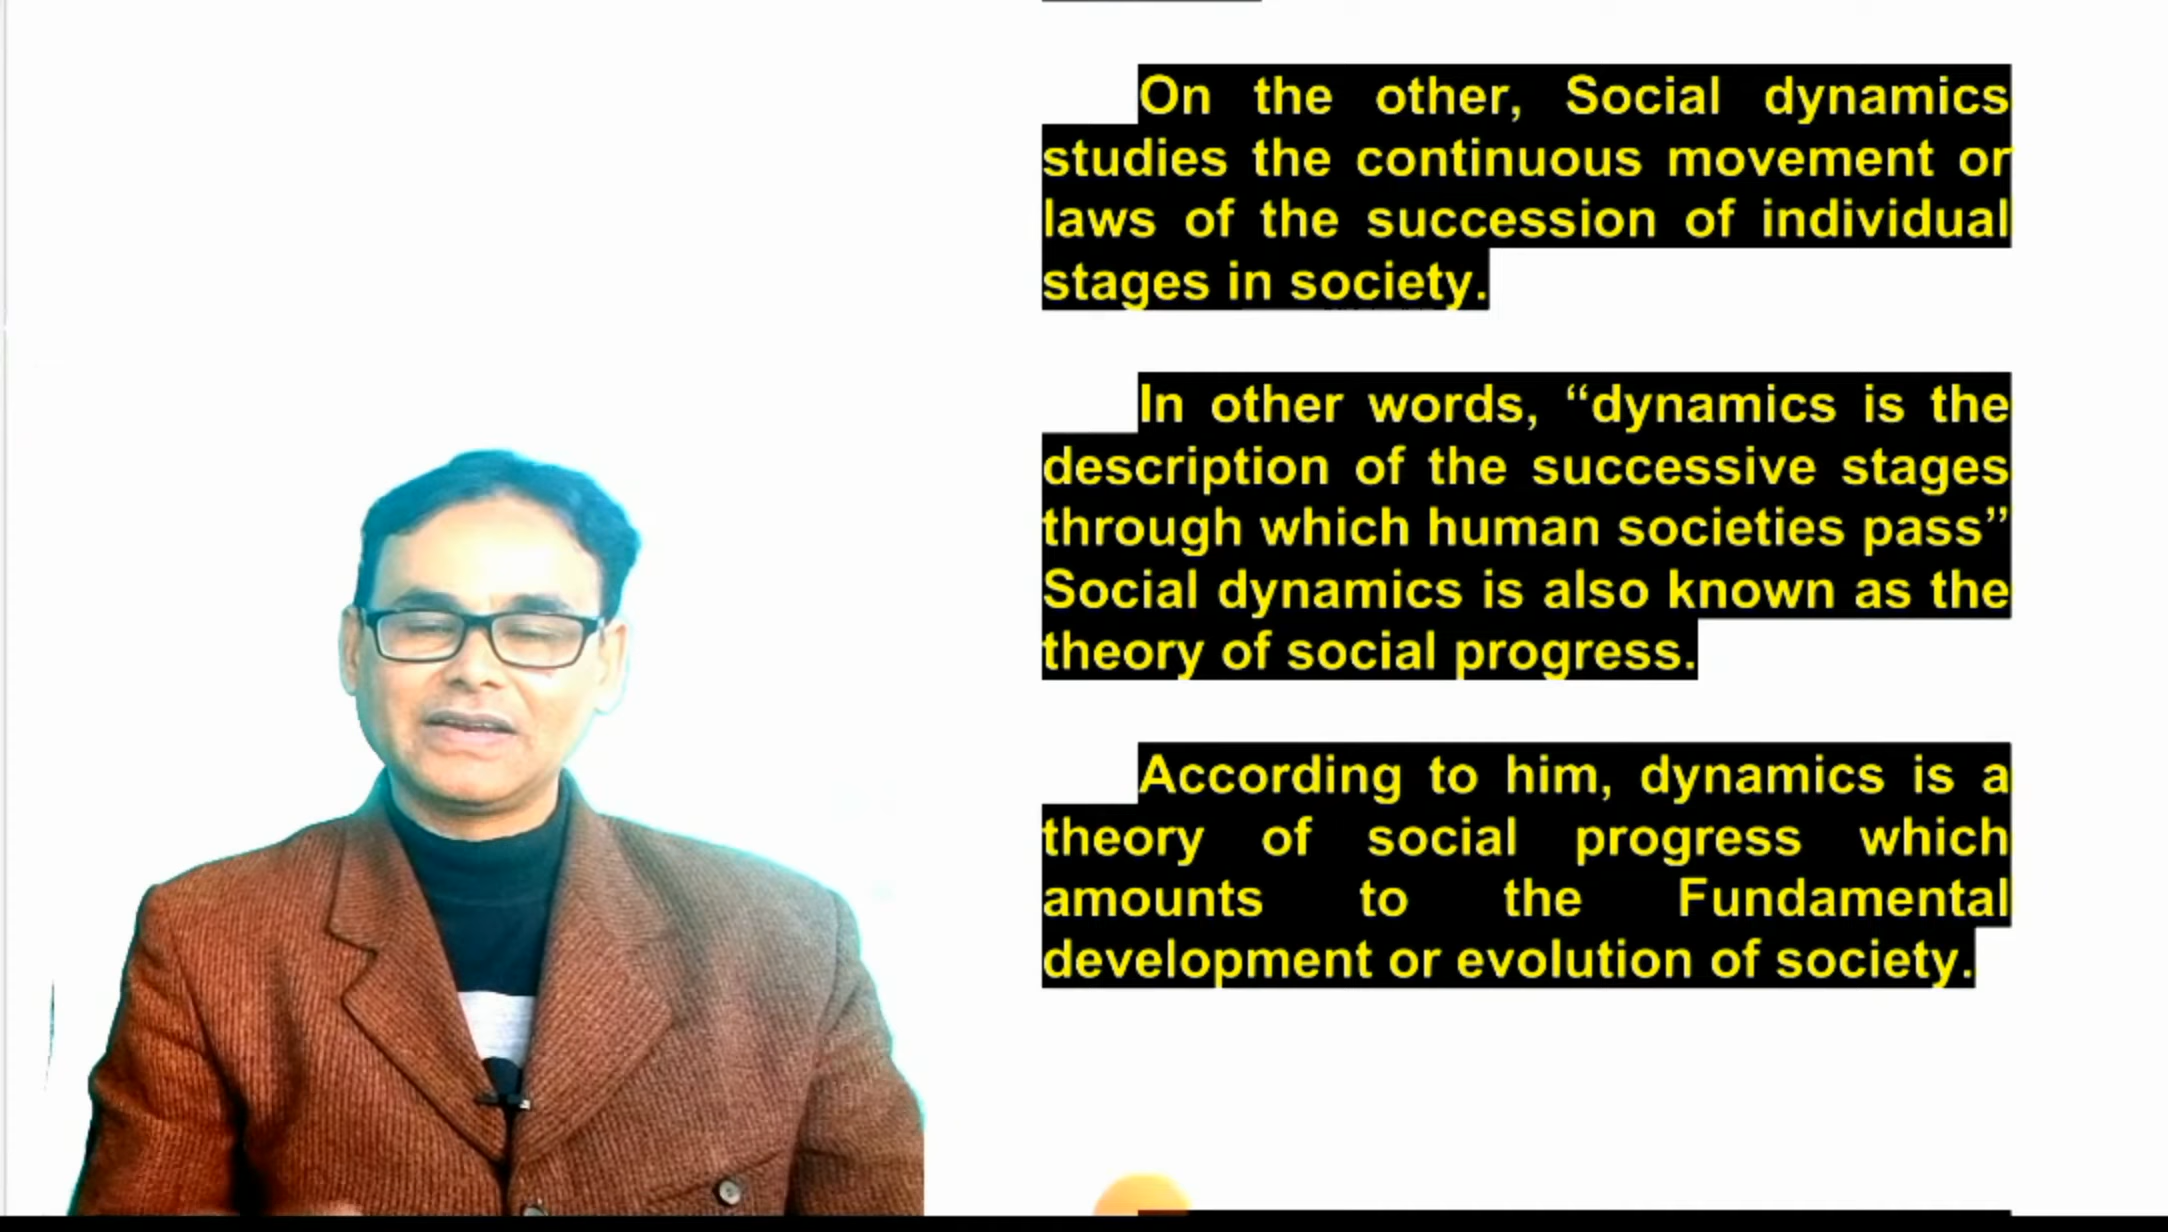 On the other, Social dynamics
studies the continuous movement or
laws of the succession of individual
stages in society.
In other words, “dynamics is the
description of the successive stages
through which human societies pass”
Social dynamics is also known as the
theory of social progress.
According to him, dynamics is a
theory of social progress which
amounts to the Fundamental
development or evolution of society.